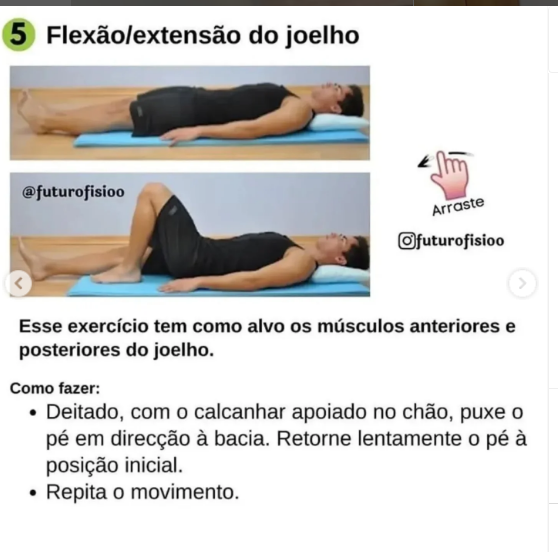 5 Flexão/extensão do joelho
@futurofisioo
Arraste
futurofisioo
Esse exercício tem como alvo os músculos anteriores e
posteriores do joelho.
Como fazer:
• Deitado, com o calcanhar apoiado no chão, puxe o
pé em direcção à bacia. Retorne lentamente o pé à
posição inicial.
• Repita o movimento.